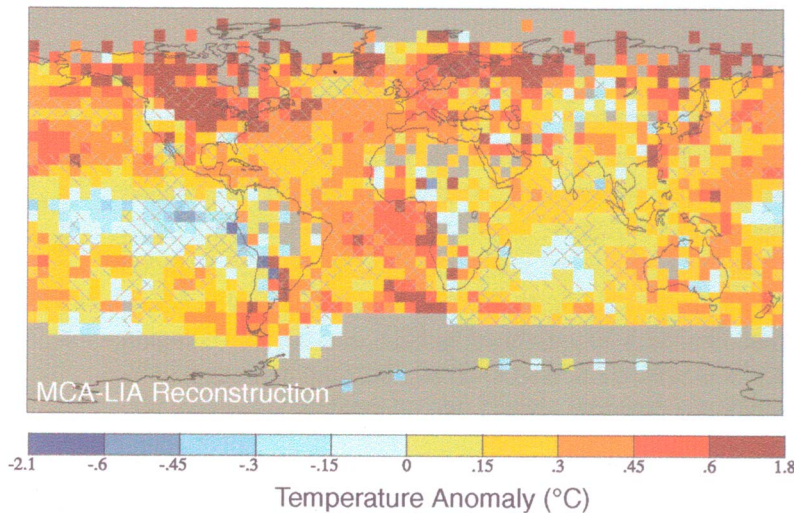 MCA-LIA Reconstruction
-2.1 -.6 -.45 -.3 -.15 0 .15 .3 .45 .6 1.8
Temperature Anomaly (°C)